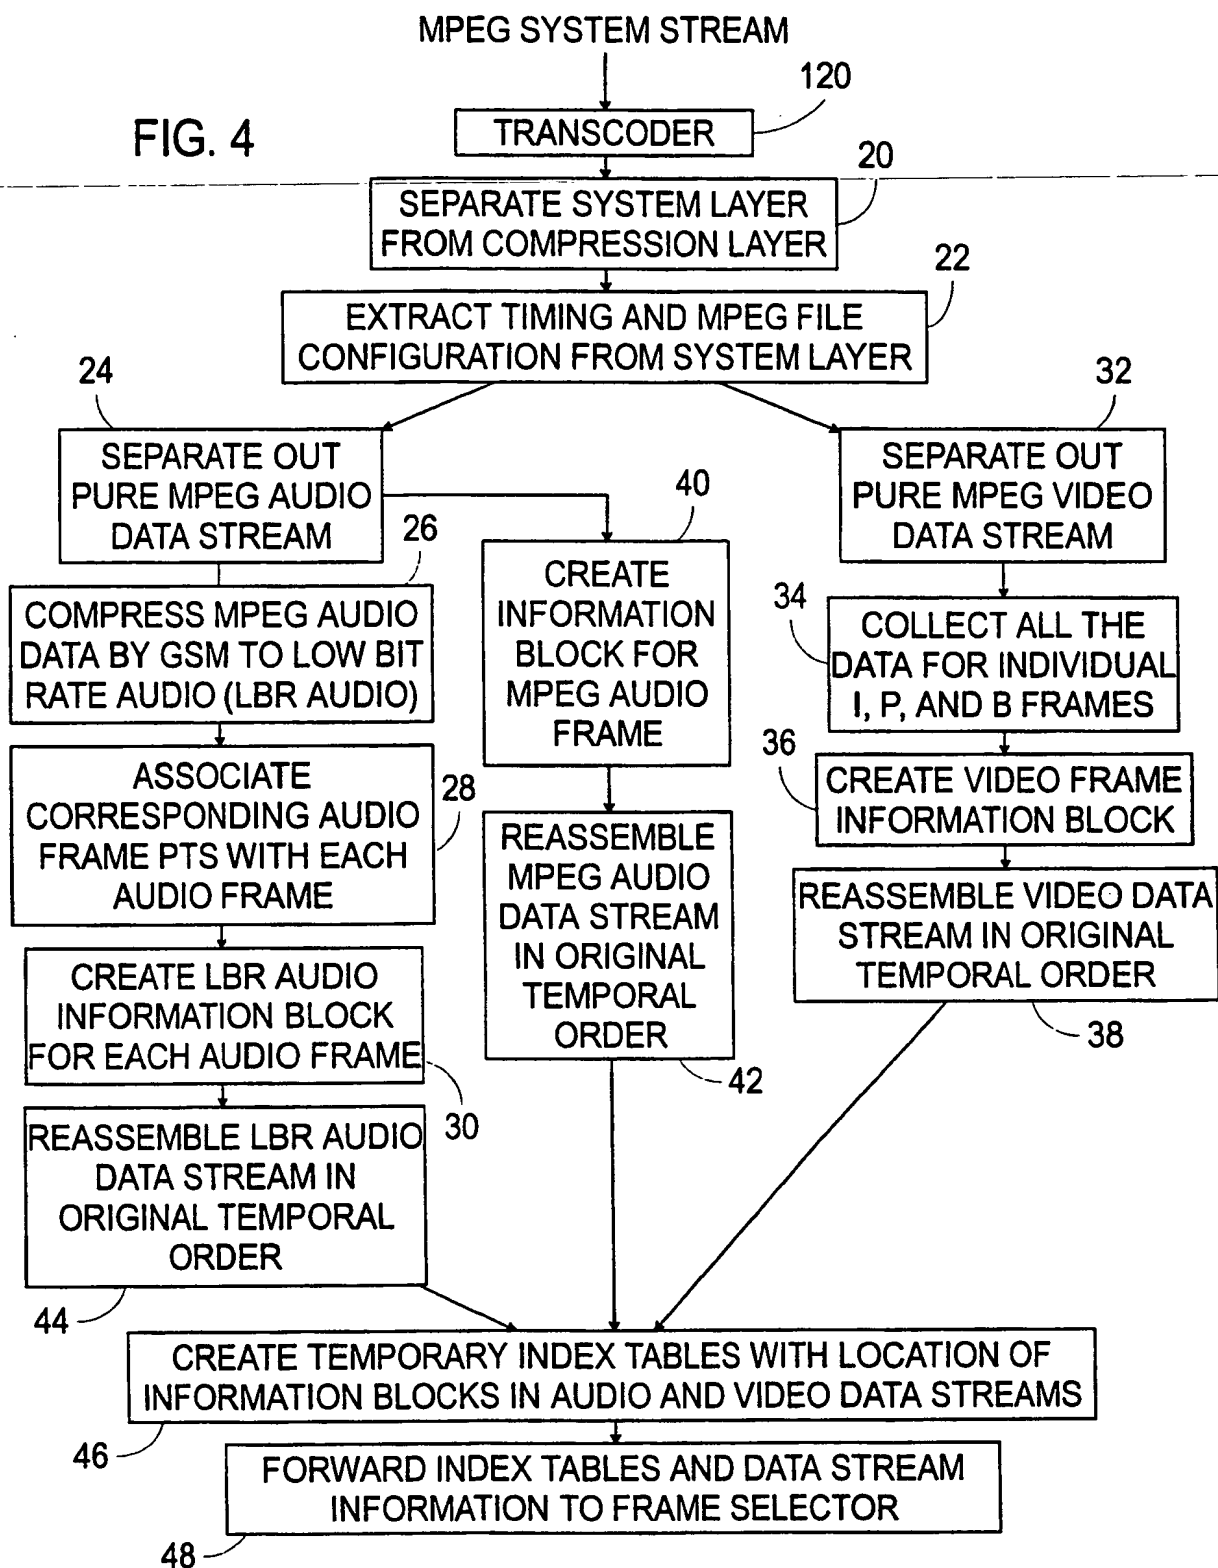 MPEG SYSTEM STREAM
120
FIG. 4
TRANSCODER
20
SEPARATE SYSTEM LAYER
FROM COMPRESSION LAYER
22
EXTRACT TIMING AND MPEG FILE
CONFIGURATION FROM SYSTEM LAYER
24
SEPARATE OUT
PURE MPEG AUDIO
DATA STREAM
26
COMPRESS MPEG AUDIO
DATA BY GSM TO LOW BIT
RATE AUDIO (LBR AUDIO)
ASSOCIATE
CORRESPONDING AUDIO
FRAME PTS WITH EACH
AUDIO FRAME
28
CREATE LBR AUDIO
INFORMATION BLOCK
FOR EACH AUDIO FRAME
30
REASSEMBLE LBR AUDIO
DATA STREAM IN
ORIGINAL TEMPORAL
ORDER
44
40
CREATE
INFORMATION
BLOCK FOR
MPEG AUDIO
FRAME
REASSEMBLE
MPEG AUDIO
DATA STREAM
IN ORIGINAL
TEMPORAL
ORDER
42
32
SEPARATE OUT
PURE MPEG VIDEO
DATA STREAM
34
COLLECT ALL THE
DATA FOR INDIVIDUAL
I, P, AND B FRAMES
36
CREATE VIDEO FRAME
INFORMATION BLOCK
REASSEMBLE VIDEO DATA
STREAM IN ORIGINAL
TEMPORAL ORDER
38
CREATE TEMPORARY INDEX TABLES WITH LOCATION OF
INFORMATION BLOCKS IN AUDIO AND VIDEO DATA STREAMS
46
FORWARD INDEX TABLES AND DATA STREAM
INFORMATION TO FRAME SELECTOR
48